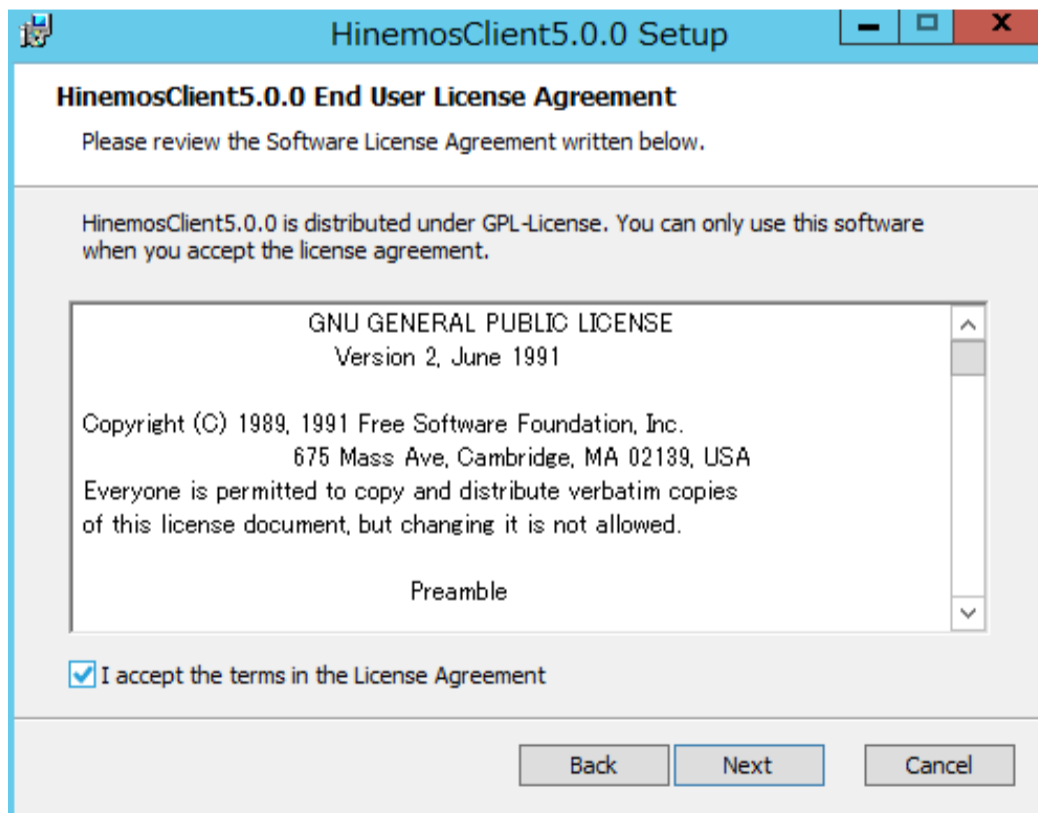 HinemosClient5.0.0 Setup
HinemosClient5.0.0 End User License Agreement
Please review the Software License Agreement written below.
HinemosClient5.0.0 is distributed under GPL-License. You can only use this software
when you accept the license agreement.
GNU GENERAL PUBLIC LICENSE
Version 2, June 1991
Copyright (C) 1989, 1991 Free Software Foundation, Inc.
675 Mass Ave, Cambridge, MA 02139, USA
Everyone is permitted to copy and distribute verbatim copies
of this license document, but changing it is not allowed.
Preamble
I accept the terms in the License Agreement
Back Next Cancel